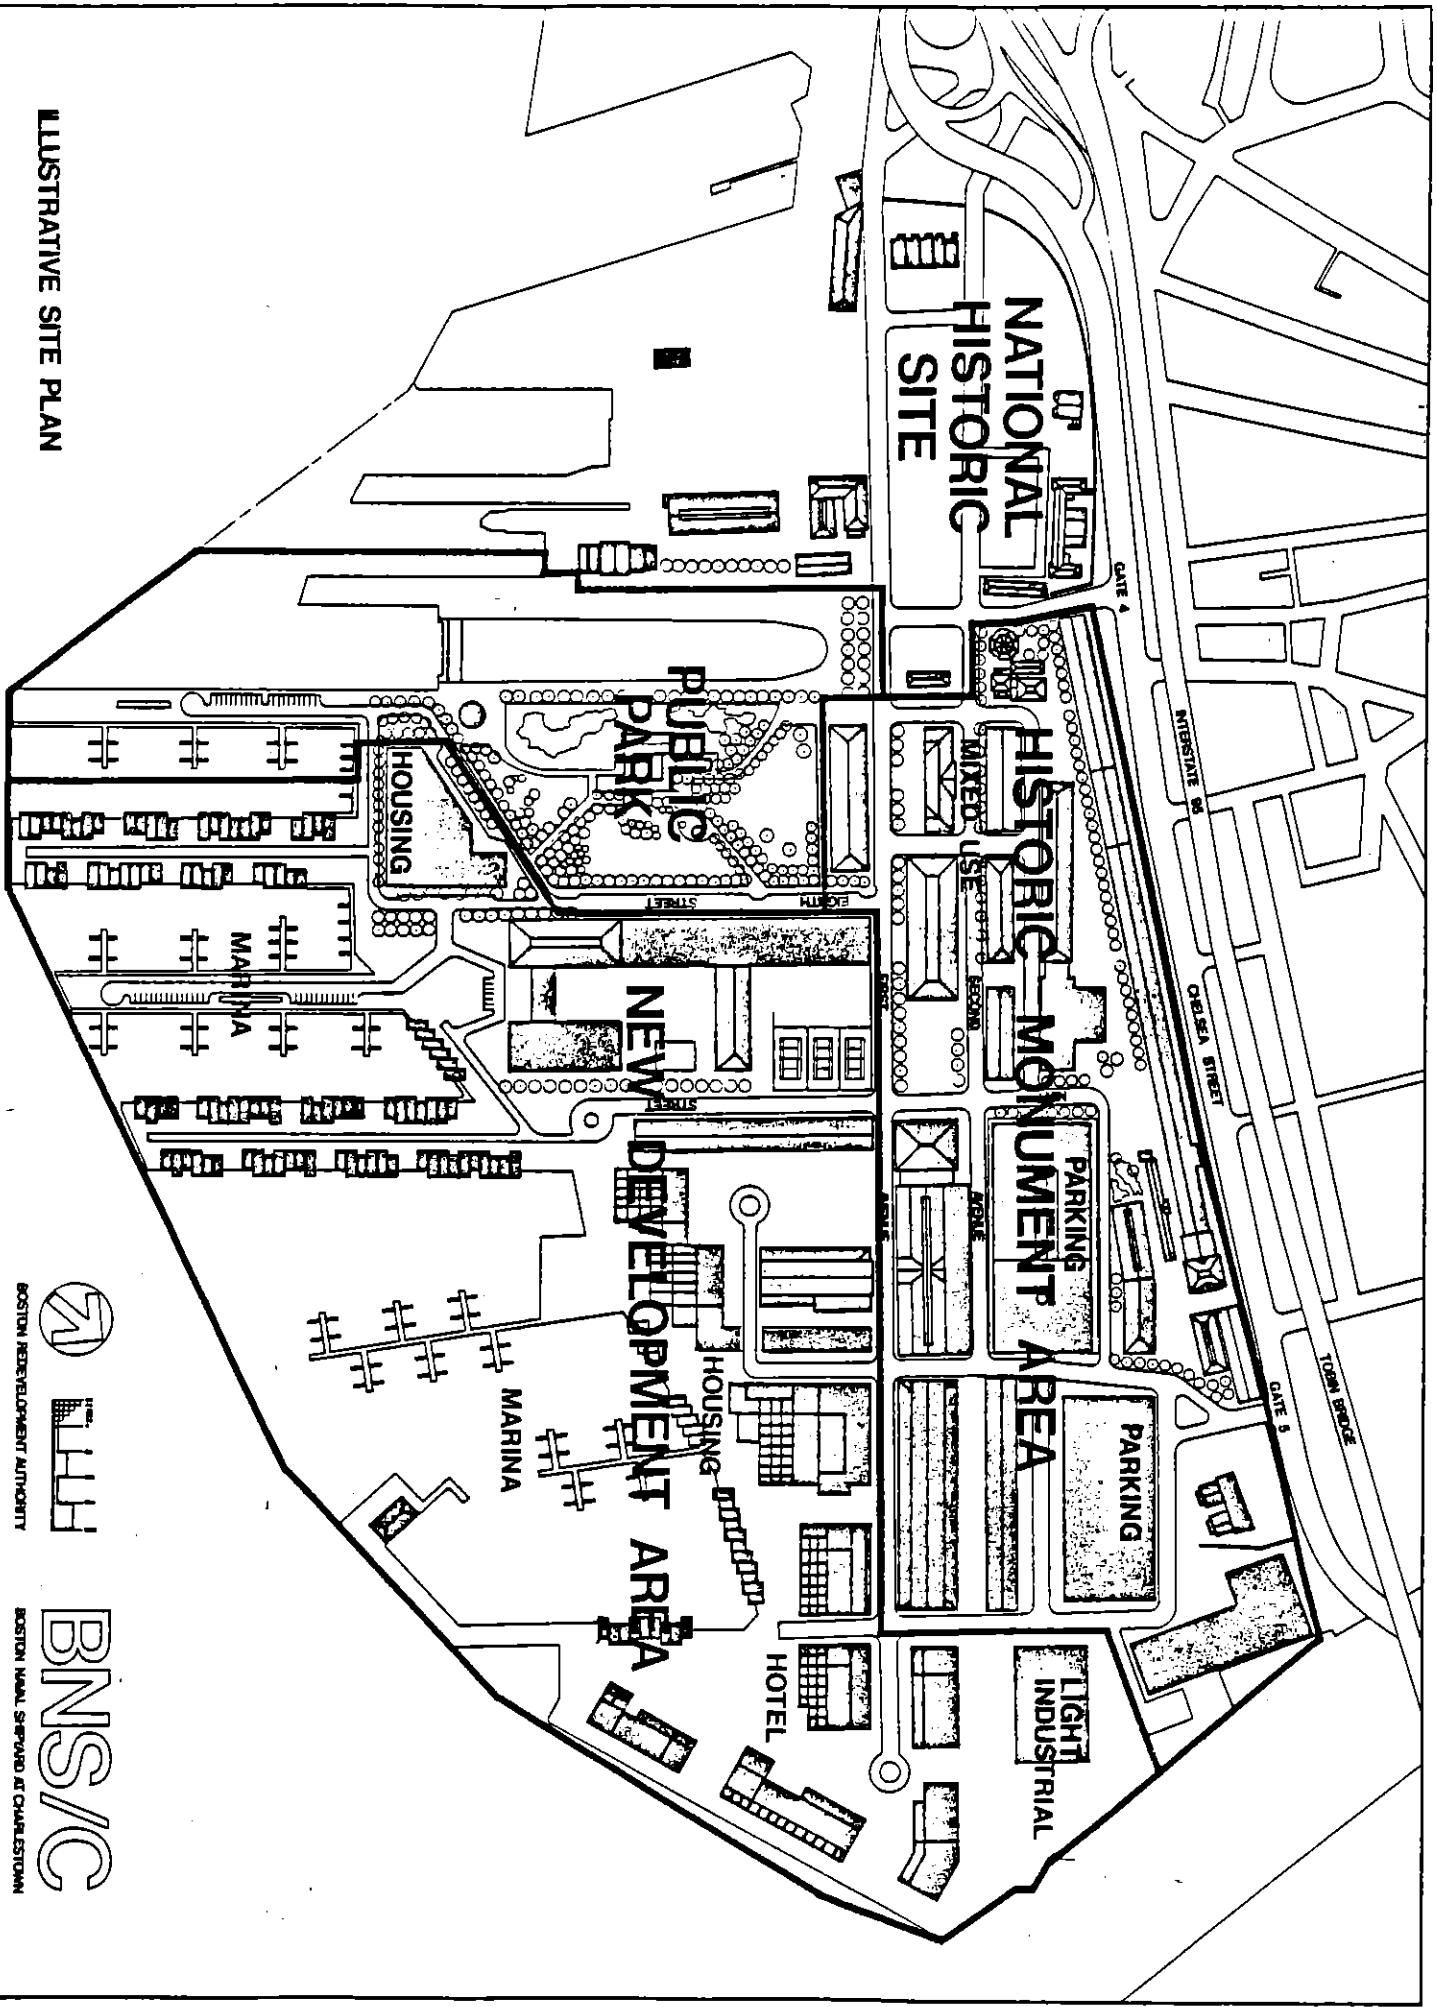 NATIONAL
HISTORIC
SITE
GATE 4
INTERSTATE 95
CHELSEA STREET
TOBIN BRIDGE
GATE 5
HISTORIC MONUMENT AREA
MIXED USE
PARKING
PARKING
SECOND
AVENUE
FIRST
AVENUE
LIGHT
INDUSTRIAL
PUBLIC
PARK
EIGHTH
STREET
STREET
HOUSING
NEW DEVELOPMENT AREA
HOUSING
HOTEL
MARINA
MARINA
ILLUSTRATIVE SITE PLAN
BOSTON REDEVELOPMENT AUTHORITY
BNS/C
BOSTON NAVAL SHIPYARD AT CHARLESTOWN